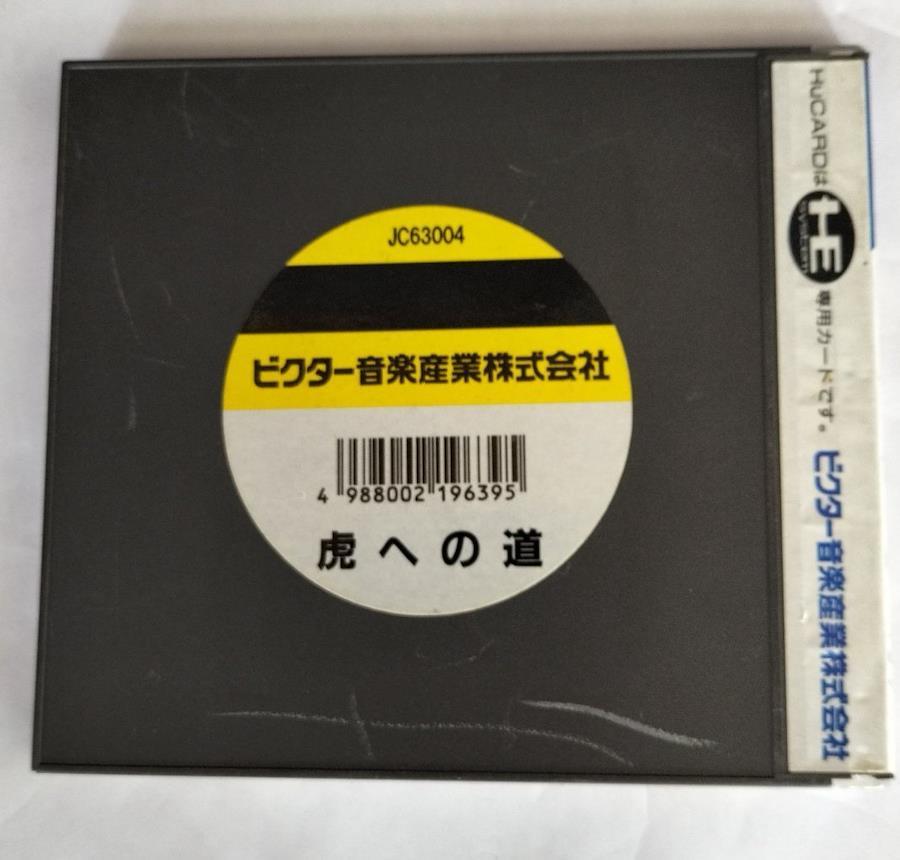 JC63004
ビクター音楽産業株式会社
4 988002 196395
虎への道
HuCARDは HE SYSTEM 専用カードです。 ビクター音楽産業株式会社